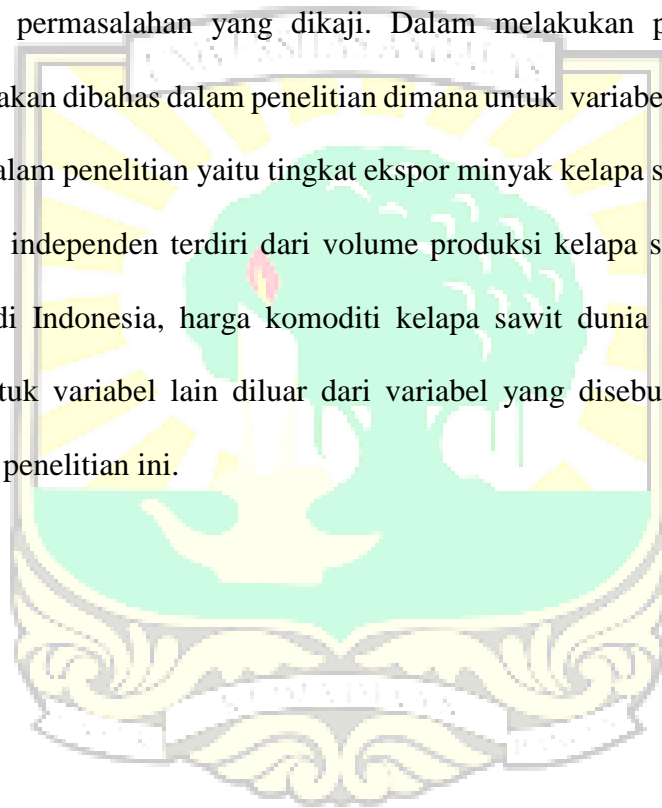 permasalahan yang dikaji. Dalam melakukan p
akan dibahas dalam penelitian dimana untuk variabe
alam penelitian yaitu tingkat ekspor minyak kelapa s
independen terdiri dari volume produksi kelapa s
di Indonesia, harga komoditi kelapa sawit dunia
tuk variabel lain diluar dari variabel yang disebu
penelitian ini.